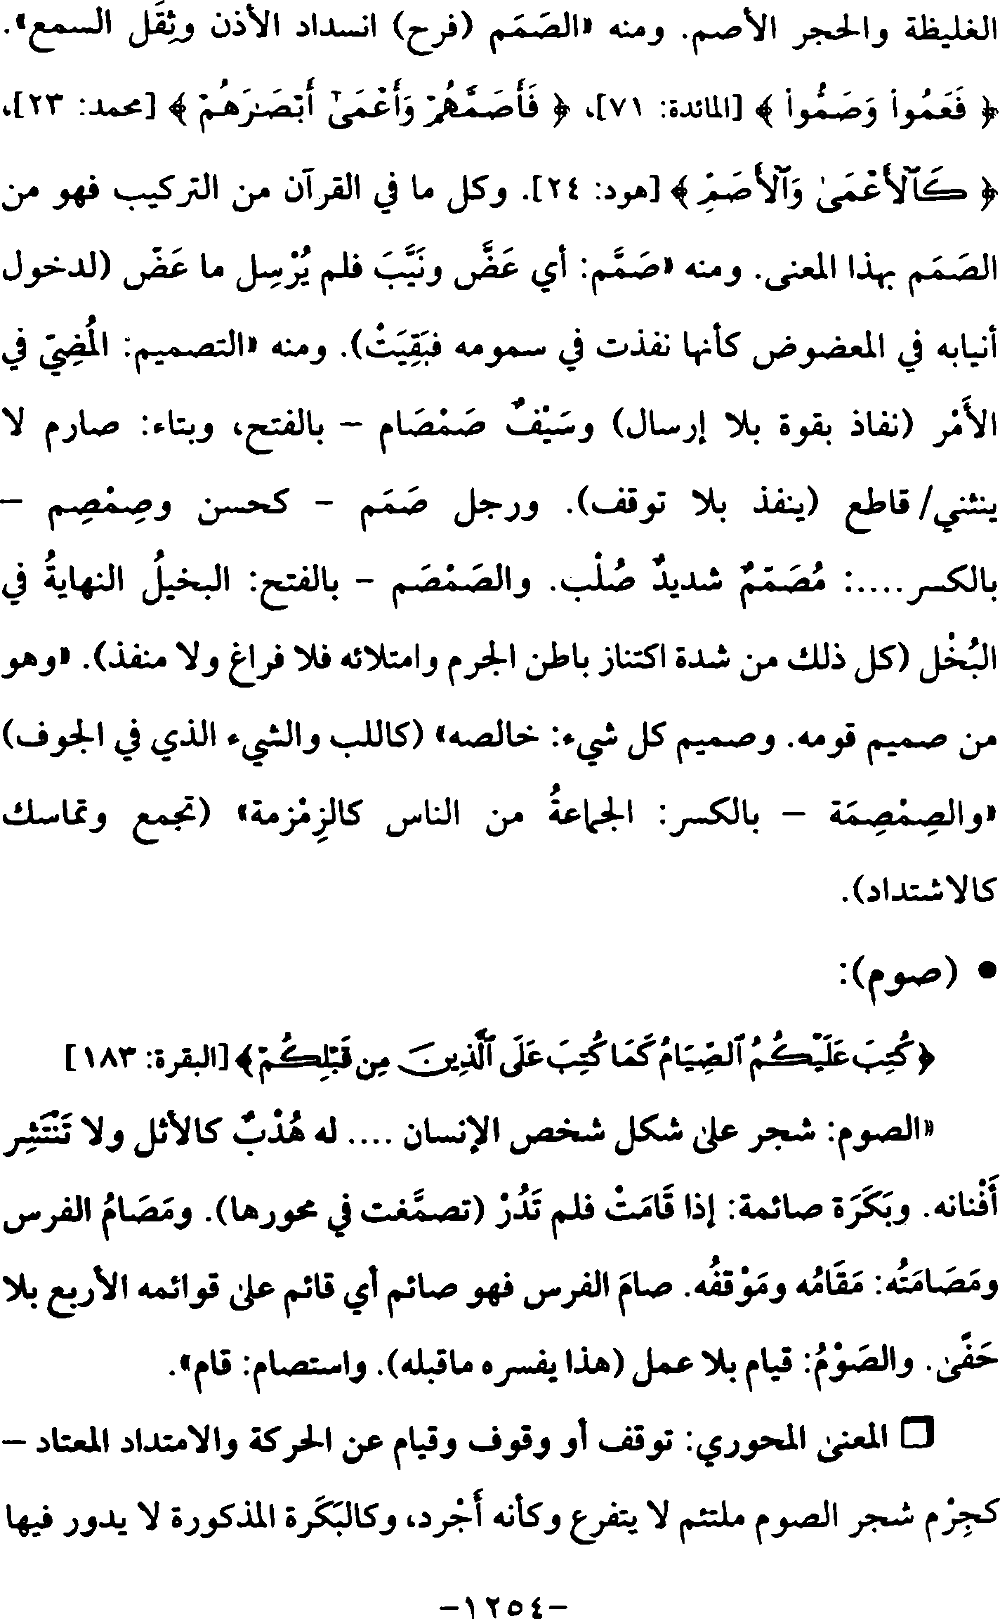 الغليظة والحجر الأصم. ومنه «الصَمَم (فرح) انسداد الأذن وثِقَل السمع».
﴿ فَعَمُوا۟ وَصَمُّوا۟ ﴾ [المائدة: ٧١]، ﴿ فَأَصَمَّهُمْ وَأَعْمَىٰٓ أَبْصَـٰرَهُمْ ﴾ [محمد: ٢٣]،
﴿ كَٱلْأَعْمَىٰ وَٱلْأَصَمِّ ﴾ [هود: ٢٤]. وكل ما في القرآن من التركيب فهو من
الصَمَم بهذا المعنى. ومنه «صَمَّم: أي عَضَّ ونَيَّبَ فلم يُرْسِل ما عَضّ (لدخول
أنيابه في المعضوض كأنها نفذت في سمومه فبَقِيَتْ). ومنه «التصميم: المُضِيّ في
الأَمْر (نفاذ بقوة بلا إرسال) وسَيْفٌ صَمْصَام – بالفتح، وبتاء: صارم لا
ينثني/ قاطع (ينفذ بلا توقف). ورجل صَمَم – كحسن وصِمْصِم –
بالكسر....: مُصَمِّمٌ شديدٌ صُلْب. والصَمْصَم – بالفتح: البخيلُ النهايةُ في
البُخْل (كل ذلك من شدة اكتناز باطن الجرم وامتلائه فلا فراغ ولا منفذ). «وهو
من صميم قومه. وصميم كل شيء: خالصه» (كاللب والشيء الذي في الجوف)
«والصِمْصِمَة – بالكسر: الجماعةُ من الناس كالزِمْزمة» (تجمع وتماسك
كالاشتداد).
• (صوم):
﴿ كُتِبَ عَلَيْكُمُ ٱلصِّيَامُ كَمَا كُتِبَ عَلَى ٱلَّذِينَ مِن قَبْلِكُمْ ﴾ [البقرة: ١٨٣]
«الصوم: شجر على شكل شخص الإنسان .... له هُذْبٌ كالأثل ولا تَنْتَشِر
أَفْنانه. وبَكَرَة صائمة: إذا قَامَتْ فلم تَدُرْ (تصمَّغت في محورها). ومَصَامُ الفرس
ومَصَامَتُه: مَقَامُه ومَوْقفُه. صامَ الفرس فهو صائم أي قائم على قوائمه الأربع بلا
حَفًى. والصَوْمُ: قيام بلا عمل (هذا يفسره ماقبله). واستصام: قام».
❒ المعنى المحوري: توقف أو وقوف وقيام عن الحركة والامتداد المعتاد –
كجِرْم شجر الصوم ملتئم لا يتفرع وكأنه أَجْرد، وكالبَكَرة المذكورة لا يدور فيها
–١٢٥٤–